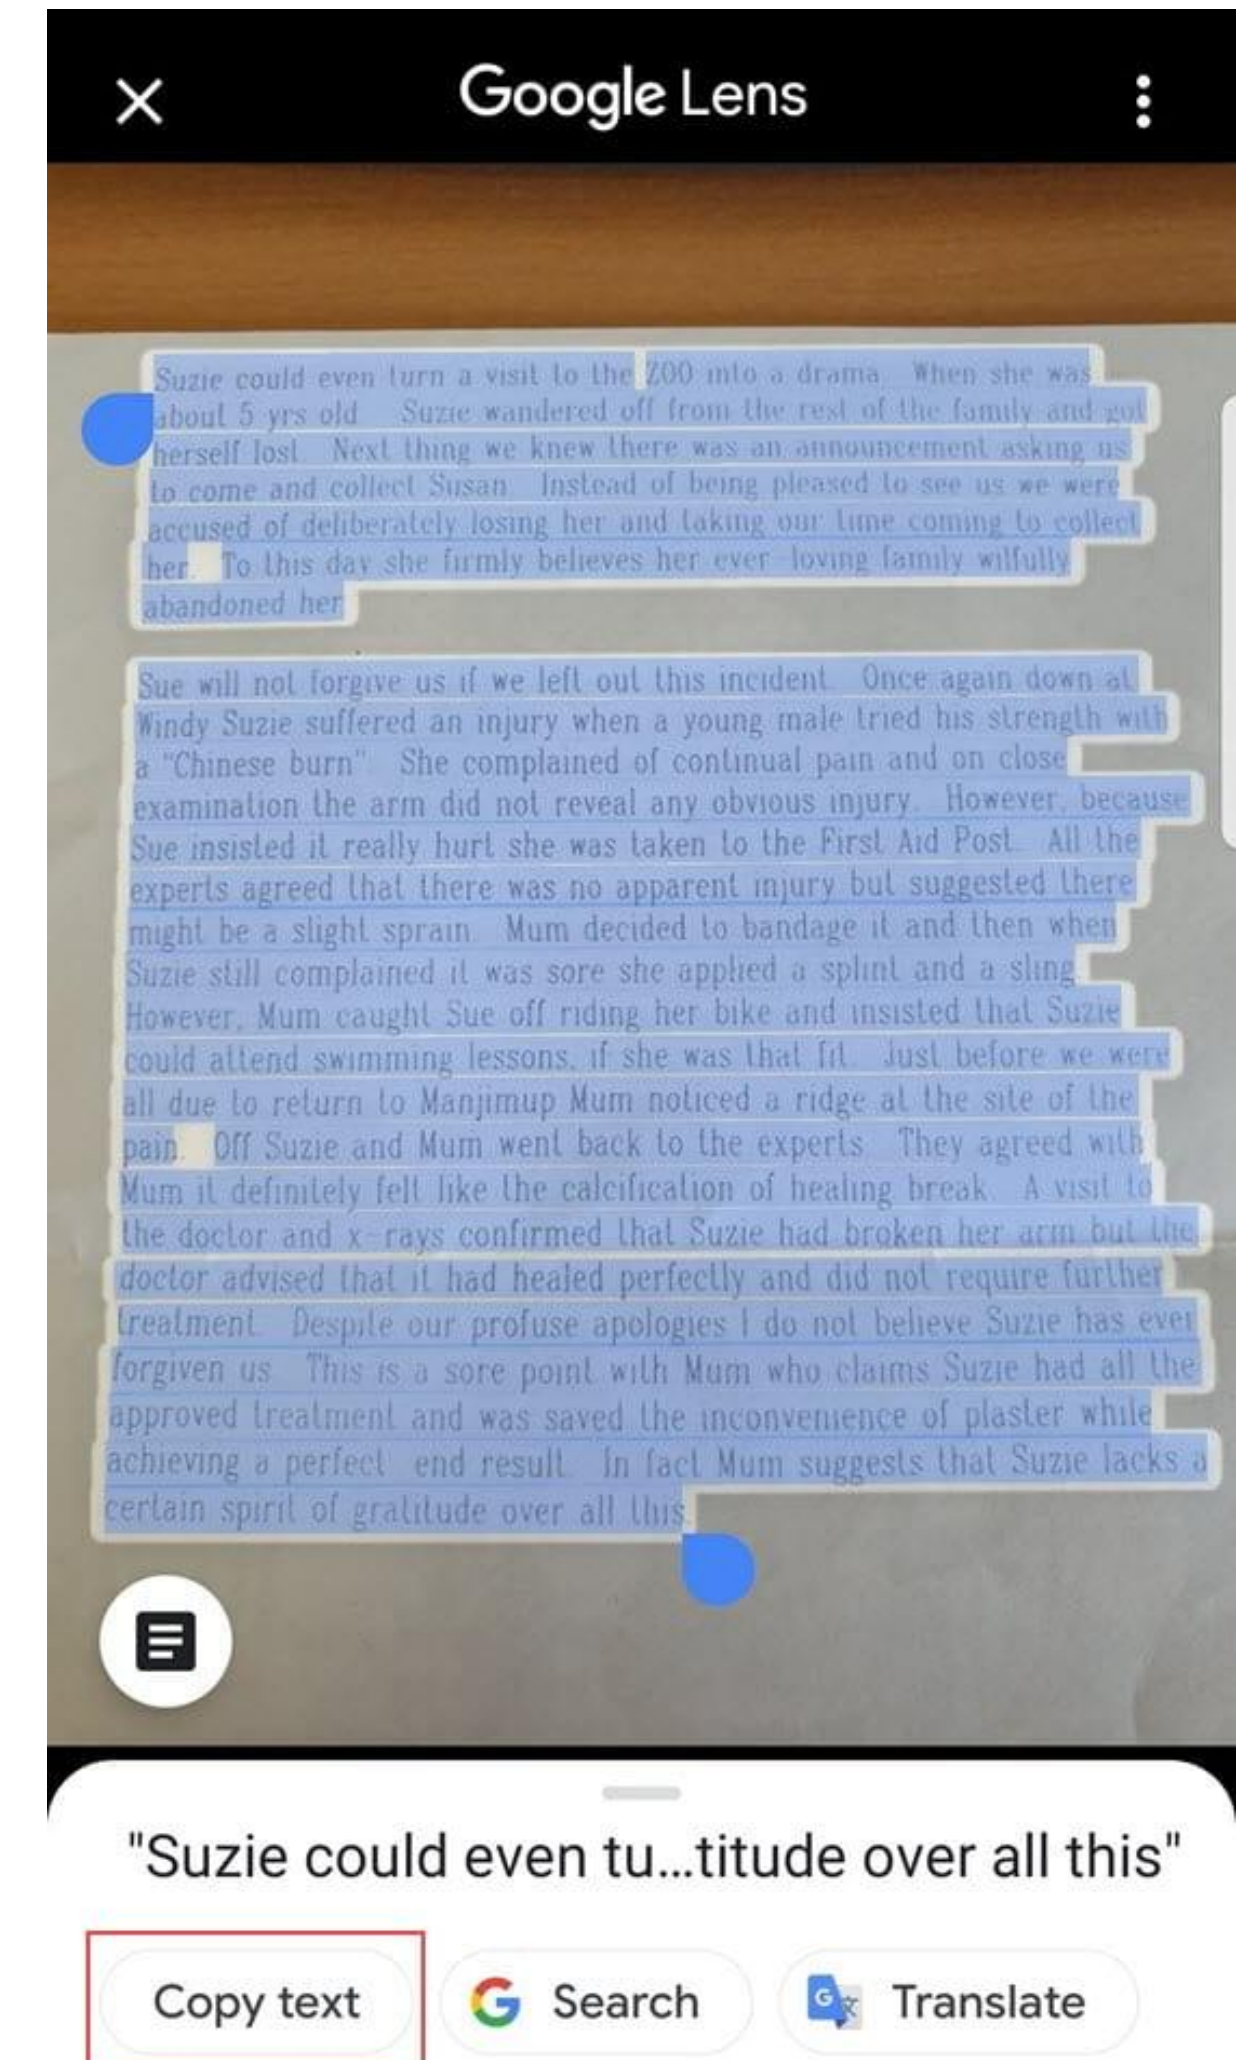 Google Lens
Suzie could even turn a visit to the ZOO into a drama. When she was
about 5 yrs old Suzie wandered off from the rest of the family and got
herself lost. Next thing we knew there was an announcement asking us
to come and collect Susan. Instead of being pleased to see us we were
accused of deliberately losing her and taking our time coming to collect
her. To this day she firmly believes her ever-loving family wilfully
abandoned her
Sue will not forgive us if we left out this incident. Once again down at
Windy Suzie suffered an injury when a young male tried his strength with
a "Chinese burn". She complained of continual pain and on close
examination the arm did not reveal any obvious injury. However, because
Sue insisted it really hurt she was taken to the First Aid Post. All the
experts agreed that there was no apparent injury but suggested there
might be a slight sprain. Mum decided to bandage it and then when
Suzie still complained it was sore she applied a splint and a sling.
However, Mum caught Sue off riding her bike and insisted that Suzie
could attend swimming lessons, if she was that fit. Just before we were
all due to return to Manjimup Mum noticed a ridge at the site of the
pain. Off Suzie and Mum went back to the experts. They agreed with
Mum it definitely felt like the calcification of healing break. A visit to
the doctor and x-rays confirmed that Suzie had broken her arm but the
doctor advised that it had healed perfectly and did not require further
treatment. Despite our profuse apologies I do not believe Suzie has ever
forgiven us. This is a sore point with Mum who claims Suzie had all the
approved treatment and was saved the inconvenience of plaster while
achieving a perfect end result. In fact Mum suggests that Suzie lacks a
certain spirit of gratitude over all this.
"Suzie could even tu...titude over all this"
Copy text
Search
Translate